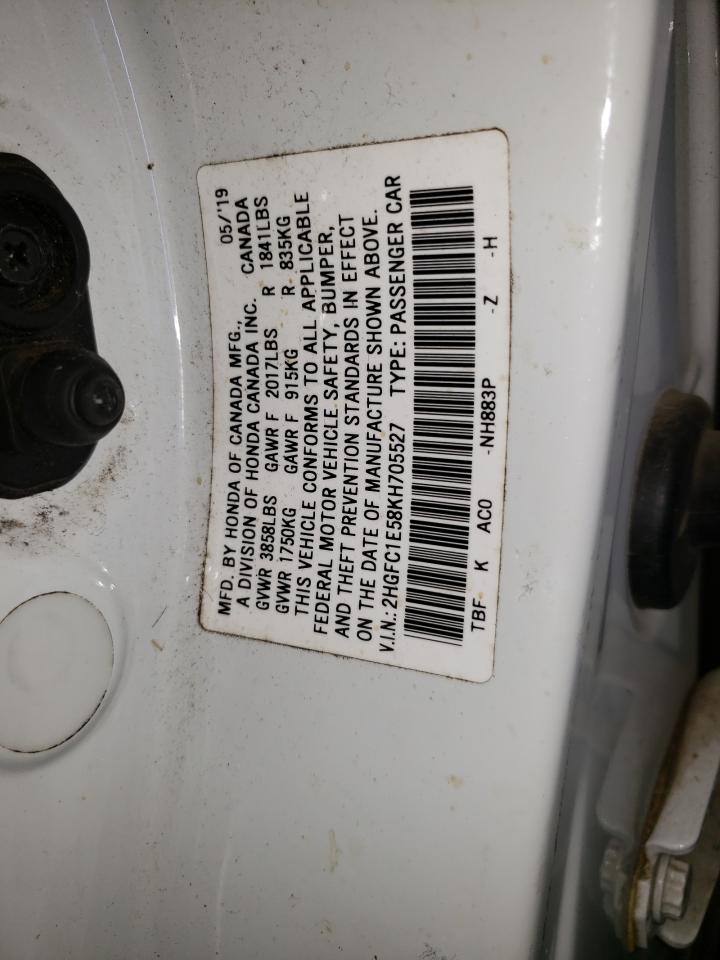 MFD. BY HONDA OF CANADA MFG., 05/'19
A DIVISION OF HONDA CANADA INC. CANADA
GVWR 3858LBS GAWR F 2017LBS R 1841LBS
GVWR 1750KG GAWR F 915KG R 835KG
THIS VEHICLE CONFORMS TO ALL APPLICABLE
FEDERAL MOTOR VEHICLE SAFETY, BUMPER,
AND THEFT PREVENTION STANDARDS IN EFFECT
ON THE DATE OF MANUFACTURE SHOWN ABOVE.
V.I.N.: 2HGFC1E58KH705527 TYPE: PASSENGER CAR
TBF K AC0 -NH883P -Z -H